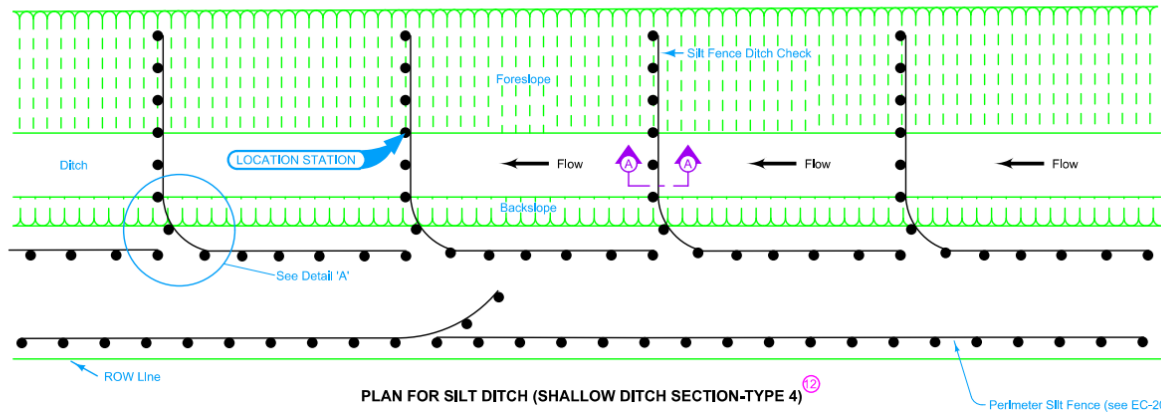 Silt Fence Ditch Check
Foreslope
LOCATION STATION
Ditch
Flow
A
A
Flow
Flow
Backslope
See Detail 'A'
ROW Line
PLAN FOR SILT DITCH (SHALLOW DITCH SECTION-TYPE 4) 12
Perimeter Silt Fence (see EC-20